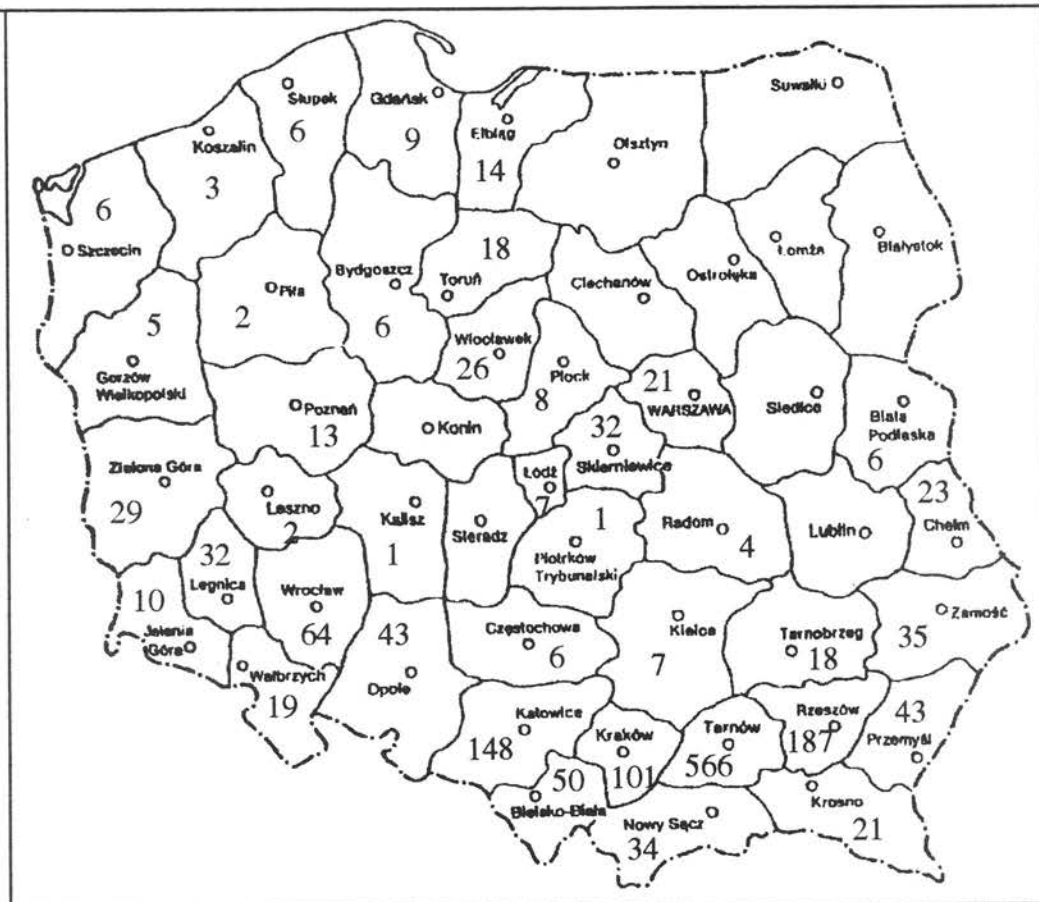 Słupsk
6
Gdańsk
9
Elbląg
14
Olsztyn
Suwałki
Koszalin
3
6
Szczecin
Piła
2
Bydgoszcz
6
18
Toruń
Ciechanów
Ostrołęka
Łomża
Białystok
5
Gorzów
Wielkopolski
Poznań
13
Konin
Włocławek
26
Płock
8
21
WARSZAWA
Siedlce
Biała
Podlaska
6
Zielona Góra
29
Leszno
2
Kalisz
1
Sieradz
Łódź
7
32
Skierniewice
1
Piotrków
Trybunalski
Radom
4
Lublin
23
Chełm
32
Legnica
10
Jelenia
Góra
Wrocław
64
Wałbrzych
19
43
Opole
Częstochowa
6
Kielce
7
Tarnobrzeg
18
Zamość
35
Katowice
148
50
Bielsko-Biała
Kraków
101
Tarnów
566
Rzeszów
187
43
Przemyśl
Nowy Sącz
34
Krosno
21